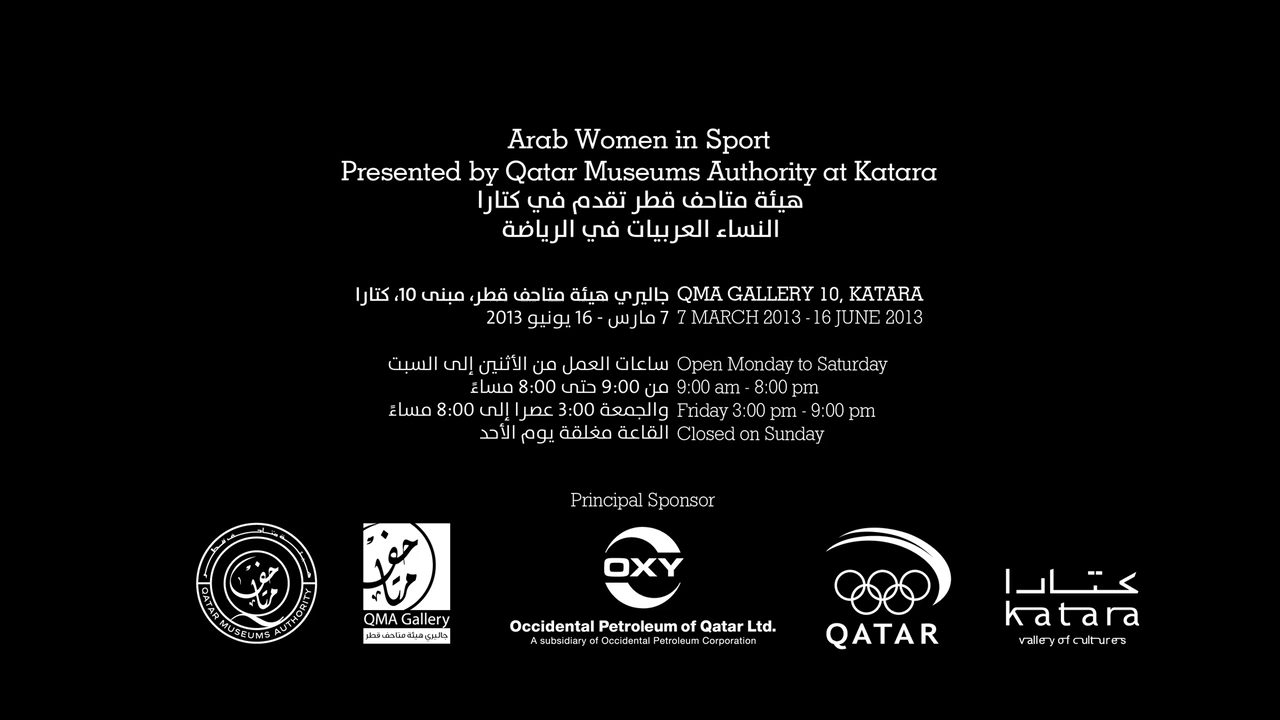 Arab Women in Sport
Presented by Qatar Museums Authority at Katara
هيئة متاحف قطر تقدم في كتارا
النساء العربيات في الرياضة
جاليري هيئة متاحف قطر، مبنى 10، كتارا QMA GALLERY 10, KATARA
7 مارس - 16 يونيو 2013 7 MARCH 2013 - 16 JUNE 2013
ساعات العمل من الأثنين إلى السبت Open Monday to Saturday
من 9:00 حتى 8:00 مساءً 9:00 am - 8:00 pm
والجمعة 3:00 عصرا إلى 8:00 مساءً Friday 3:00 pm - 9:00 pm
القاعة مغلقة يوم الأحد Closed on Sunday
Principal Sponsor
هيئة متاحف قطر
متاحف
QATAR MUSEUMS AUTHORITY
متاحف
QMA Gallery
جاليري هيئة متاحف قطر
OXY
Occidental Petroleum of Qatar Ltd.
A subsidiary of Occidental Petroleum Corporation
QATAR
كتارا
katara
valley of cultures